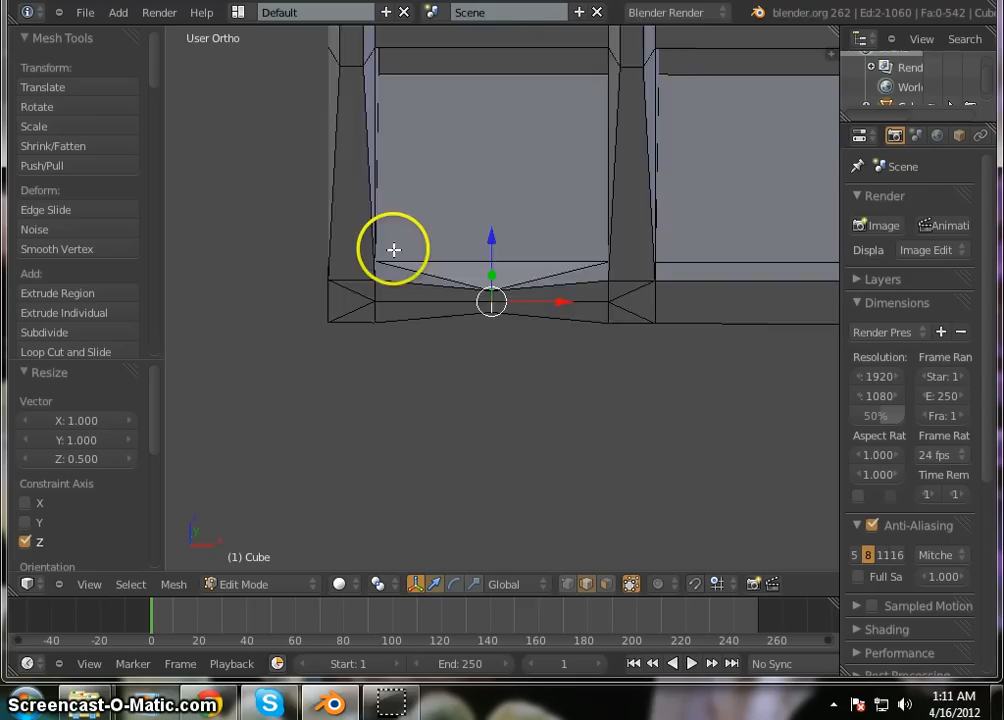 File Add Render Help Default Scene Blender Render blender.org 262 | Ed:2-1060 | Fa:0-542 | Cub
Mesh Tools
Transform:
Translate
Rotate
Scale
Shrink/Fatten
Push/Pull
Deform:
Edge Slide
Noise
Smooth Vertex
Add:
Extrude Region
Extrude Individual
Subdivide
Loop Cut and Slide
Resize
Vector
X: 1.000
Y: 1.000
Z: 0.500
Constraint Axis
X
Y
Z
Orientation
User Ortho
(1) Cube
View Search
Rend
Worl
Scene
Render
Image Animati
Displa Image Edit
Layers
Dimensions
Render Pres
Resolution: Frame Ran
1920 Star: 1
1080 E: 250
50% Fra: 1
Aspect Rat Frame Rat
1.000 24 fps
1.000 Time Rem
1 1
Anti-Aliasing
5 8 11 16 Mitche
Full Sa 1.000
Sampled Motion
Shading
Performance
View Select Mesh Edit Mode Global
-40 -20 0 20 40 60 80 100 120 140 160 180 200 220 240 260
View Marker Frame Playback Start: 1 End: 250 1 No Sync
Screencast-O-Matic.com
1:11 AM
4/16/2012